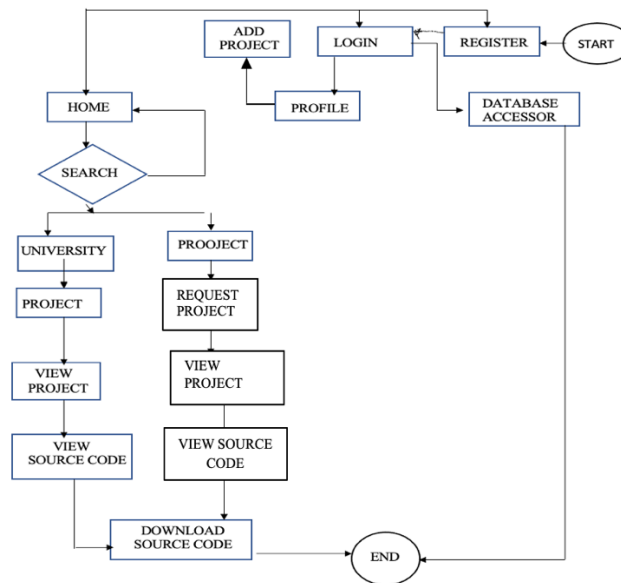 ADD
PROJECT
LOGIN
REGISTER
START
HOME
PROFILE
DATABASE
ACCESSOR
SEARCH
UNIVERSITY
PROOJECT
PROJECT
REQUEST
PROJECT
VIEW
PROJECT
VIEW
PROJECT
VIEW
SOURCE CODE
VIEW SOURCE
CODE
DOWNLOAD
SOURCE CODE
END